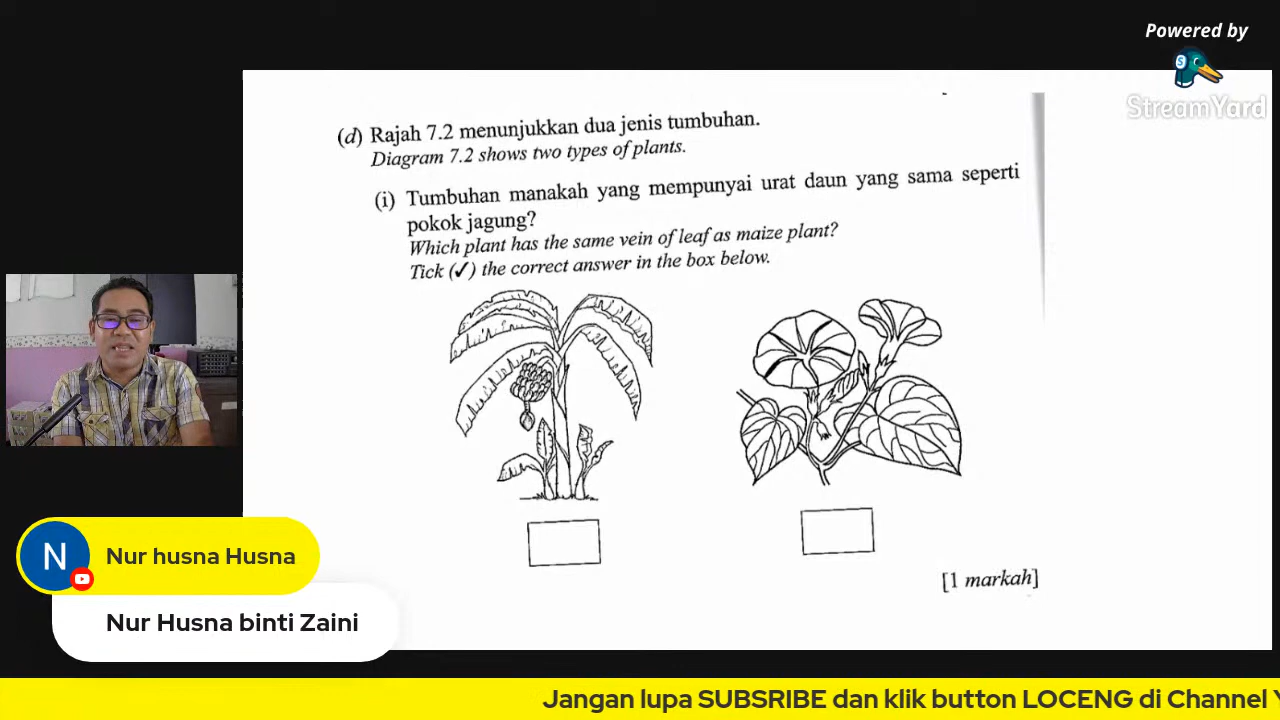 Powered by
StreamYard
(d) Rajah 7.2 menunjukkan dua jenis tumbuhan.
Diagram 7.2 shows two types of plants.
(i) Tumbuhan manakah yang mempunyai urat daun yang sama seperti
pokok jagung?
Which plant has the same vein of leaf as maize plant?
Tick (✓) the correct answer in the box below.
[1 markah]
N
Nur husna Husna
Nur Husna binti Zaini
Jangan lupa SUBSRIBE dan klik button LOCENG di Channel